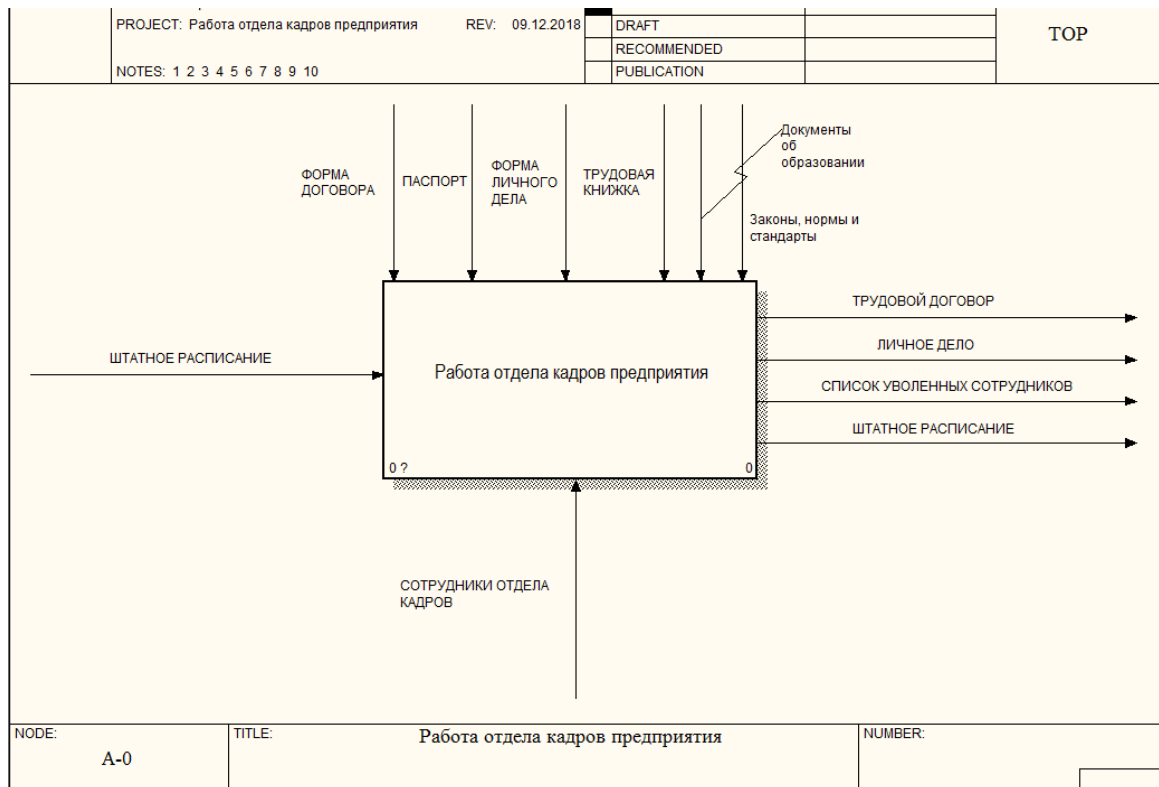 PROJECT: Работа отдела кадров предприятия
REV: 09.12.2018
DRAFT
RECOMMENDED
NOTES: 1 2 3 4 5 6 7 8 9 10
PUBLICATION
TOP
ФОРМА
ДОГОВОРА
ПАСПОРТ
ФОРМА
ЛИЧНОГО
ДЕЛА
ТРУДОВАЯ
КНИЖКА
Документы
об
образовании
Законы, нормы и
стандарты
ШТАТНОЕ РАСПИСАНИЕ
Работа отдела кадров предприятия
0 ?
0
ТРУДОВОЙ ДОГОВОР
ЛИЧНОЕ ДЕЛО
СПИСОК УВОЛЕННЫХ СОТРУДНИКОВ
ШТАТНОЕ РАСПИСАНИЕ
СОТРУДНИКИ ОТДЕЛА
КАДРОВ
NODE:
A-0
TITLE:
Работа отдела кадров предприятия
NUMBER: